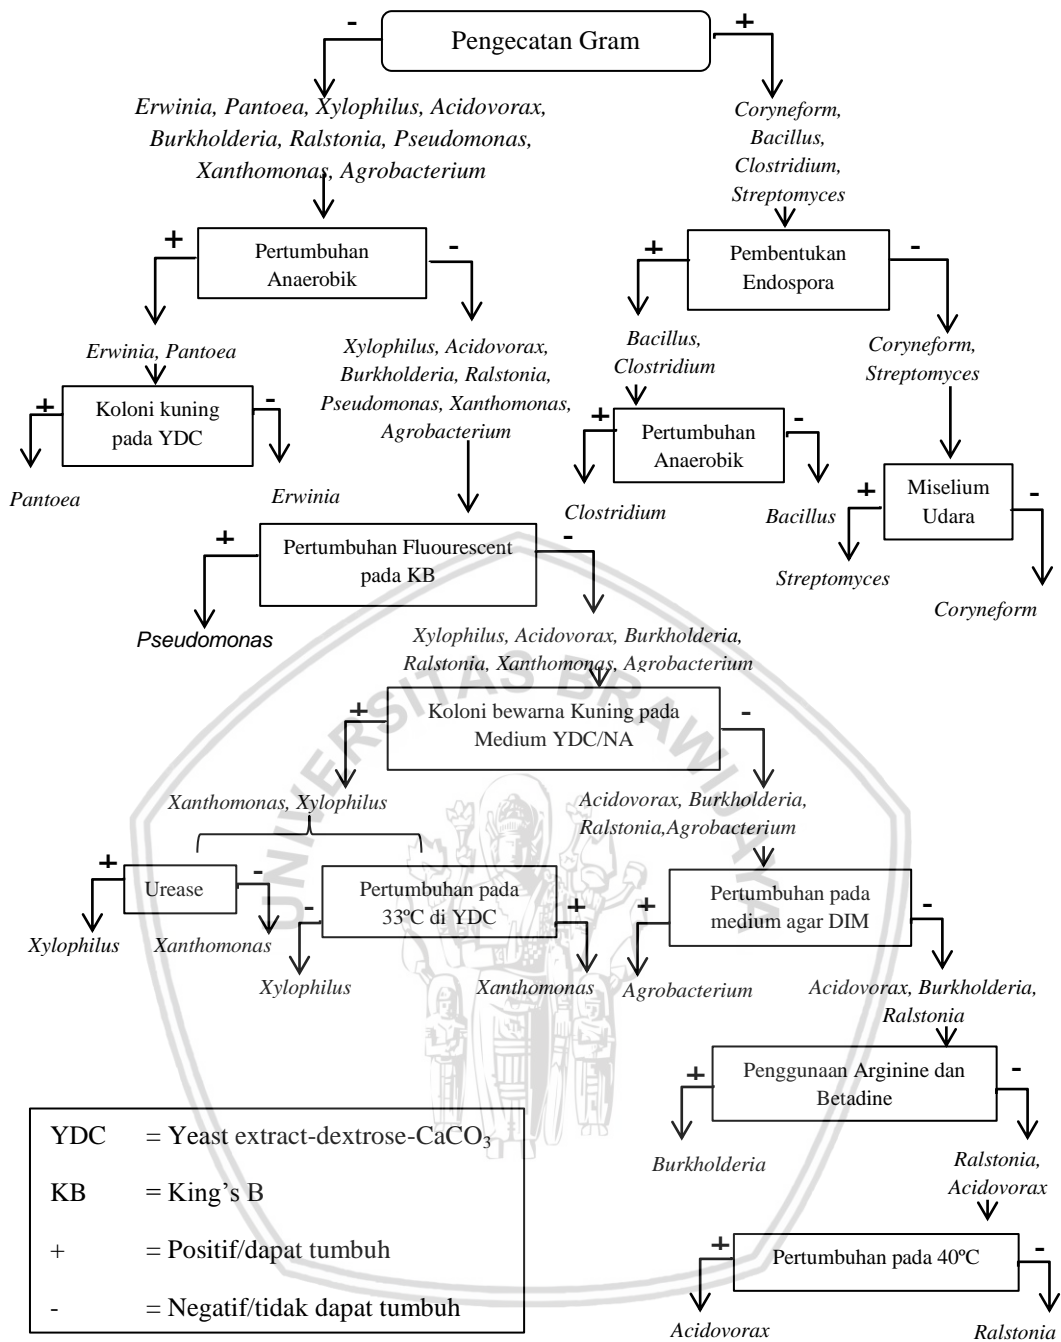 Pengecatan Gram
-
+
Erwinia, Pantoea, Xylophilus, Acidovorax,
Burkholderia, Ralstonia, Pseudomonas,
Xanthomonas, Agrobacterium
Coryneform,
Bacillus,
Clostridium,
Streptomyces
+
Pertumbuhan
Anaerobik
-
+
Pembentukan
Endospora
-
Erwinia, Pantoea
Xylophilus, Acidovorax,
Burkholderia, Ralstonia,
Pseudomonas, Xanthomonas,
Agrobacterium
Bacillus,
Clostridium
Coryneform,
Streptomyces
+
Koloni kuning
pada YDC
-
+
Pertumbuhan
Anaerobik
-
Pantoea
Erwinia
Clostridium
Bacillus
+
Miselium
Udara
-
Streptomyces
Coryneform
+
Pertumbuhan Fluourescent
pada KB
-
Pseudomonas
Xylophilus, Acidovorax, Burkholderia,
Ralstonia, Xanthomonas, Agrobacterium
+
Koloni bewarna Kuning pada
Medium YDC/NA
-
Xanthomonas, Xylophilus
Acidovorax, Burkholderia,
Ralstonia,Agrobacterium
+
Urease
-
-
Pertumbuhan pada
33ºC di YDC
+
+
Pertumbuhan pada
medium agar DIM
-
Xylophilus
Xanthomonas
Xylophilus
Xanthomonas
Agrobacterium
Acidovorax, Burkholderia,
Ralstonia
+
Penggunaan Arginine dan
Betadine
-
Burkholderia
Ralstonia,
Acidovorax
+
Pertumbuhan pada 40ºC
-
Acidovorax
Ralstonia
YDC = Yeast extract-dextrose-CaCO₃
KB = King’s B
+ = Positif/dapat tumbuh
- = Negatif/tidak dapat tumbuh
UNIVERSITAS BRAWIJAYA